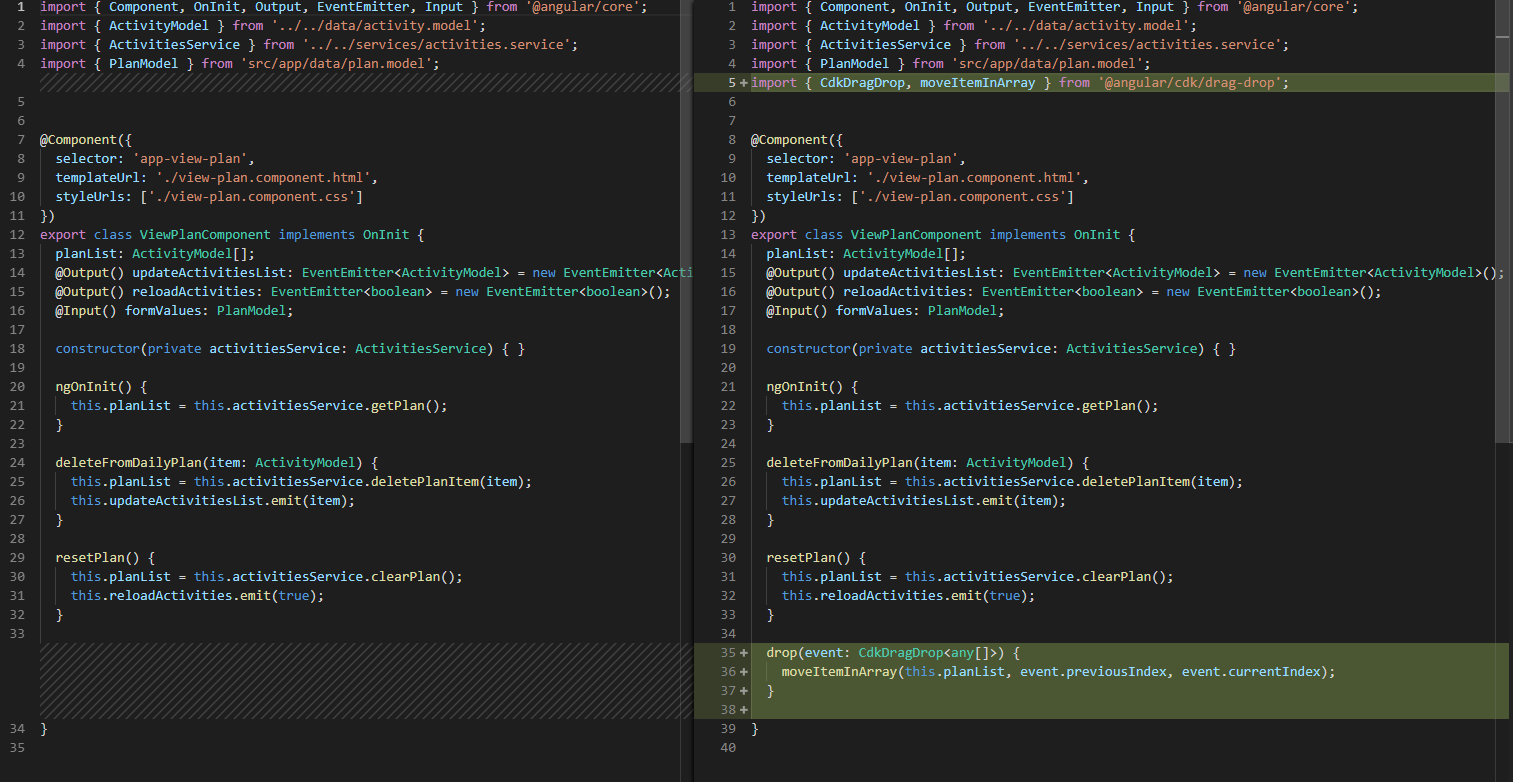 1 import { Component, OnInit, Output, EventEmitter, Input } from '@angular/core';
2 import { ActivityModel } from '../../data/activity.model';
3 import { ActivitiesService } from '../../services/activities.service';
4 import { PlanModel } from 'src/app/data/plan.model';
5
6
7 @Component({
8   selector: 'app-view-plan',
9   templateUrl: './view-plan.component.html',
10   styleUrls: ['./view-plan.component.css']
11 })
12 export class ViewPlanComponent implements OnInit {
13   planList: ActivityModel[];
14   @Output() updateActivitiesList: EventEmitter<ActivityModel> = new EventEmitter<Acti
15   @Output() reloadActivities: EventEmitter<boolean> = new EventEmitter<boolean>();
16   @Input() formValues: PlanModel;
17
18   constructor(private activitiesService: ActivitiesService) { }
19
20   ngOnInit() {
21     this.planList = this.activitiesService.getPlan();
22   }
23
24   deleteFromDailyPlan(item: ActivityModel) {
25     this.planList = this.activitiesService.deletePlanItem(item);
26     this.updateActivitiesList.emit(item);
27   }
28
29   resetPlan() {
30     this.planList = this.activitiesService.clearPlan();
31     this.reloadActivities.emit(true);
32   }
33
34 }
35
1 import { Component, OnInit, Output, EventEmitter, Input } from '@angular/core';
2 import { ActivityModel } from '../../data/activity.model';
3 import { ActivitiesService } from '../../services/activities.service';
4 import { PlanModel } from 'src/app/data/plan.model';
5+ import { CdkDragDrop, moveItemInArray } from '@angular/cdk/drag-drop';
6
7
8 @Component({
9   selector: 'app-view-plan',
10   templateUrl: './view-plan.component.html',
11   styleUrls: ['./view-plan.component.css']
12 })
13 export class ViewPlanComponent implements OnInit {
14   planList: ActivityModel[];
15   @Output() updateActivitiesList: EventEmitter<ActivityModel> = new EventEmitter<ActivityModel>();
16   @Output() reloadActivities: EventEmitter<boolean> = new EventEmitter<boolean>();
17   @Input() formValues: PlanModel;
18
19   constructor(private activitiesService: ActivitiesService) { }
20
21   ngOnInit() {
22     this.planList = this.activitiesService.getPlan();
23   }
24
25   deleteFromDailyPlan(item: ActivityModel) {
26     this.planList = this.activitiesService.deletePlanItem(item);
27     this.updateActivitiesList.emit(item);
28   }
29
30   resetPlan() {
31     this.planList = this.activitiesService.clearPlan();
32     this.reloadActivities.emit(true);
33   }
34
35+   drop(event: CdkDragDrop<any[]>) {
36+     moveItemInArray(this.planList, event.previousIndex, event.currentIndex);
37+   }
38+
39 }
40